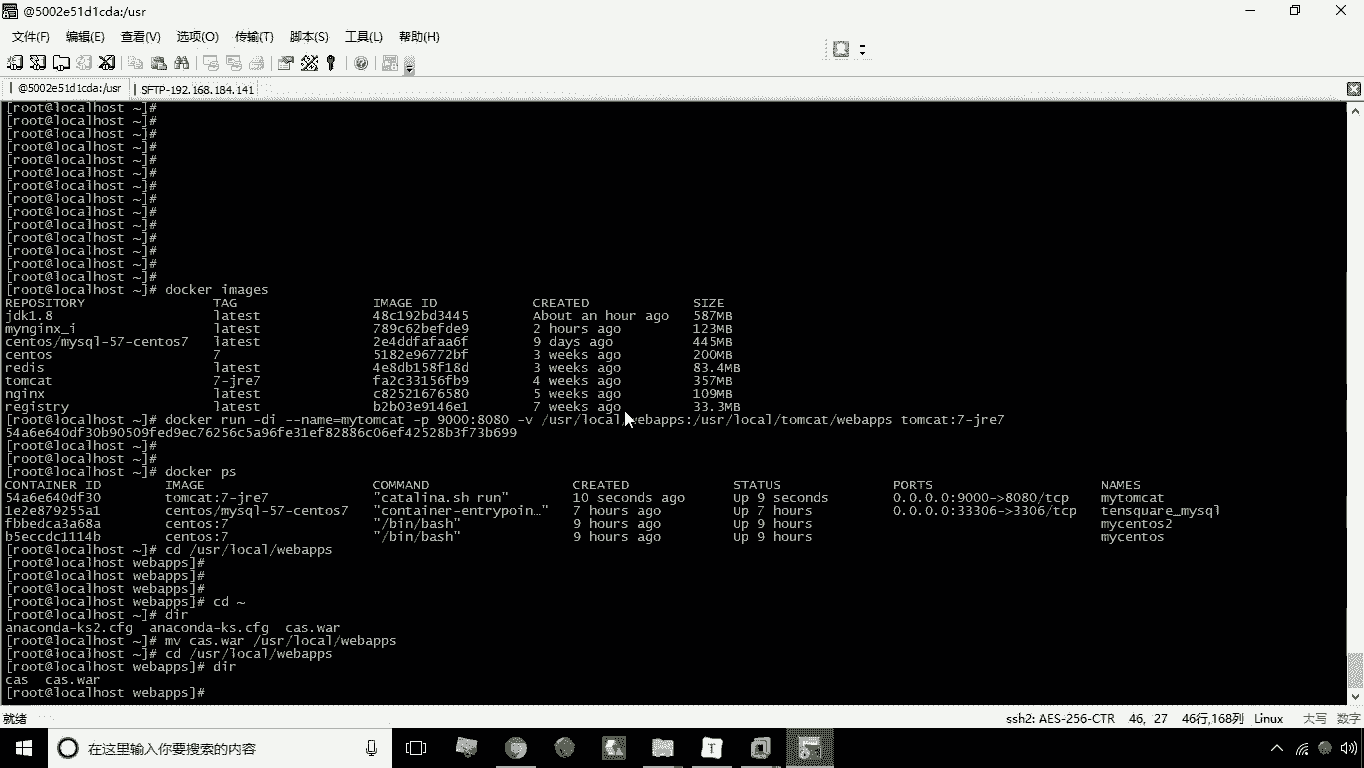 @5002e51d1cda:/usr
文件(F) 编辑(E) 查看(V) 选项(O) 传输(T) 脚本(S) 工具(L) 帮助(H)
@5002e51d1cda:/usr SFTP-192.168.184.141
[root@localhost ~]#
[root@localhost ~]#
[root@localhost ~]#
[root@localhost ~]#
[root@localhost ~]#
[root@localhost ~]#
[root@localhost ~]#
[root@localhost ~]#
[root@localhost ~]#
[root@localhost ~]#
[root@localhost ~]#
[root@localhost ~]#
[root@localhost ~]#
[root@localhost ~]#
[root@localhost ~]# docker images
REPOSITORY TAG IMAGE ID CREATED SIZE
jdk1.8 latest 48c192bd3445 About an hour ago 587MB
mynginx_i latest 789c62befde9 2 hours ago 123MB
centos/mysql-57-centos7 latest 2e4ddfafaa6f 9 days ago 445MB
centos 7 5182e96772bf 3 weeks ago 200MB
redis latest 4e8db158f18d 3 weeks ago 83.4MB
tomcat 7-jre7 fa2c33156fb9 4 weeks ago 357MB
nginx latest c82521676580 5 weeks ago 109MB
registry latest b2b03e9146e1 7 weeks ago 33.3MB
[root@localhost ~]# docker run -di --name=mytomcat -p 9000:8080 -v /usr/local/webapps:/usr/local/tomcat/webapps tomcat:7-jre7
54a6e640df30b90509fed9ec76256c5a96fe31ef82886c06ef42528b3f73b699
[root@localhost ~]#
[root@localhost ~]#
[root@localhost ~]# docker ps
CONTAINER ID IMAGE COMMAND CREATED STATUS PORTS NAMES
54a6e640df30 tomcat:7-jre7 "catalina.sh run" 10 seconds ago Up 9 seconds 0.0.0.0:9000->8080/tcp mytomcat
1e2e879255a1 centos/mysql-57-centos7 "container-entrypoin…" 7 hours ago Up 7 hours 0.0.0.0:33306->3306/tcp tensquare_mysql
fbbedca3a68a centos:7 "/bin/bash" 9 hours ago Up 9 hours mycentos2
b5eccdc1114b centos:7 "/bin/bash" 9 hours ago Up 9 hours mycentos
[root@localhost ~]# cd /usr/local/webapps
[root@localhost webapps]#
[root@localhost webapps]#
[root@localhost webapps]#
[root@localhost webapps]# cd ~
[root@localhost ~]# dir
anaconda-ks2.cfg anaconda-ks.cfg cas.war
[root@localhost ~]# mv cas.war /usr/local/webapps
[root@localhost ~]# cd /usr/local/webapps
[root@localhost webapps]# dir
cas cas.war
[root@localhost webapps]#
就绪 ssh2: AES-256-CTR 46, 27 46行,168列 Linux 大写 数字
在这里输入你要搜索的内容